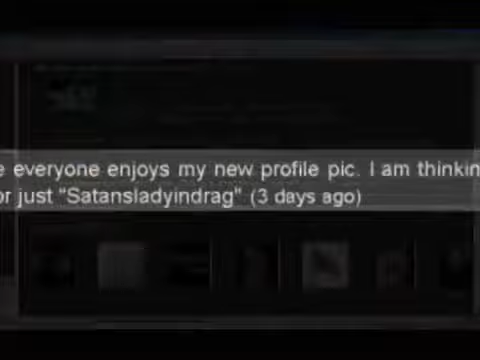 e everyone enjoys my new profile pic. I am thinkin
or just "Satansladyindrag". (3 days ago)